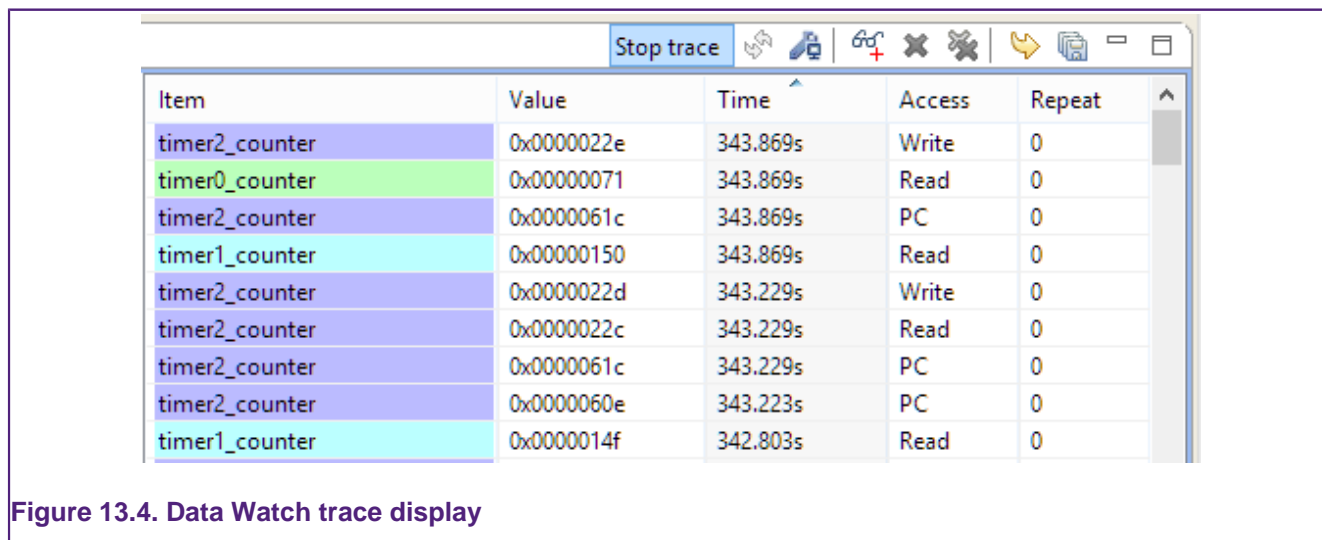 Stop trace
Item Value Time Access Repeat
timer2_counter 0x0000022e 343.869s Write 0
timer0_counter 0x00000071 343.869s Read 0
timer2_counter 0x0000061c 343.869s PC 0
timer1_counter 0x00000150 343.869s Read 0
timer2_counter 0x0000022d 343.229s Write 0
timer2_counter 0x0000022c 343.229s Read 0
timer2_counter 0x0000061c 343.229s PC 0
timer2_counter 0x0000060e 343.223s PC 0
timer1_counter 0x0000014f 342.803s Read 0
Figure 13.4. Data Watch trace display